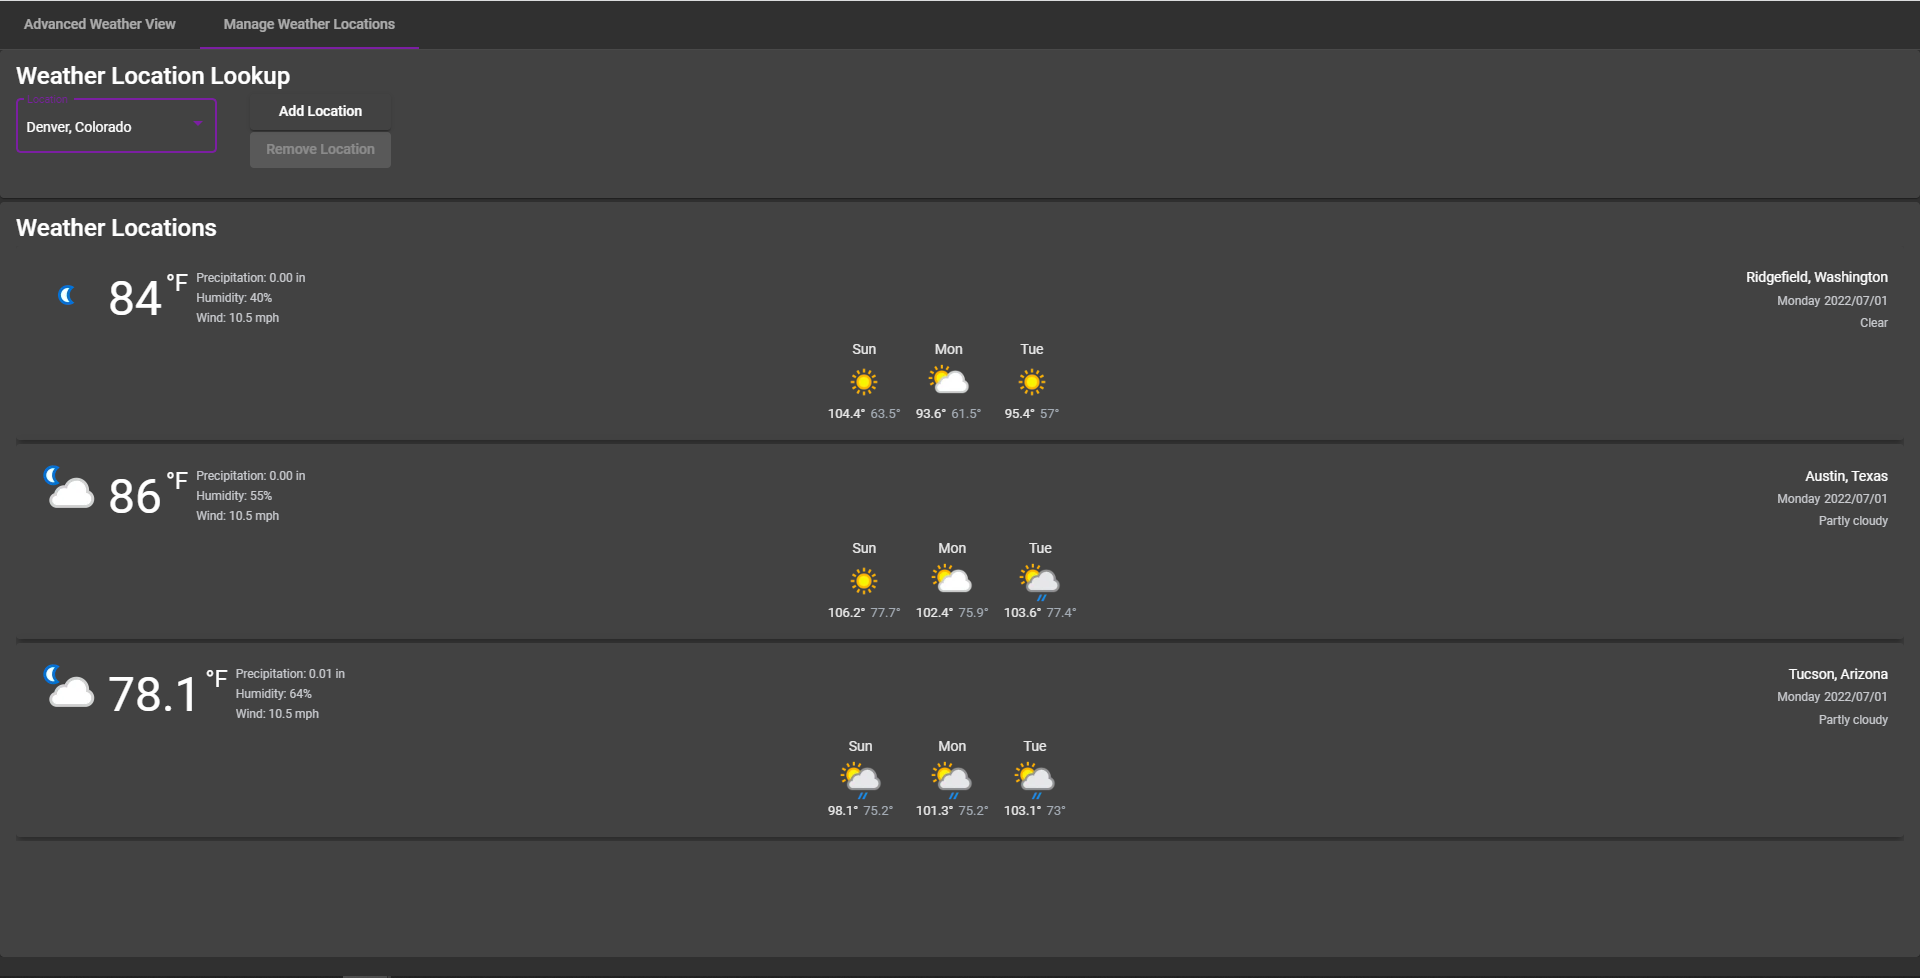 Advanced Weather View
Manage Weather Locations
Weather Location Lookup
Location
Denver, Colorado
Add Location
Remove Location
Weather Locations
84 °F
Precipitation: 0.00 in
Humidity: 40%
Wind: 10.5 mph
Ridgefield, Washington
Monday 2022/07/01
Clear
Sun Mon Tue
104.4° 63.5° 93.6° 61.5° 95.4° 57°
86 °F
Precipitation: 0.00 in
Humidity: 55%
Wind: 10.5 mph
Austin, Texas
Monday 2022/07/01
Partly cloudy
Sun Mon Tue
106.2° 77.7° 102.4° 75.9° 103.6° 77.4°
78.1 °F
Precipitation: 0.01 in
Humidity: 64%
Wind: 10.5 mph
Tucson, Arizona
Monday 2022/07/01
Partly cloudy
Sun Mon Tue
98.1° 75.2° 101.3° 75.2° 103.1° 73°